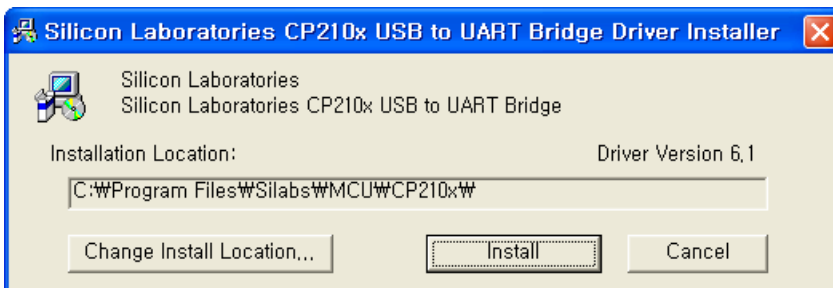 Silicon Laboratories CP210x USB to UART Bridge Driver Installer
Silicon Laboratories
Silicon Laboratories CP210x USB to UART Bridge
Installation Location: Driver Version 6.1
C:₩Program Files₩Silabs₩MCU₩CP210x₩
Change Install Location... Install Cancel